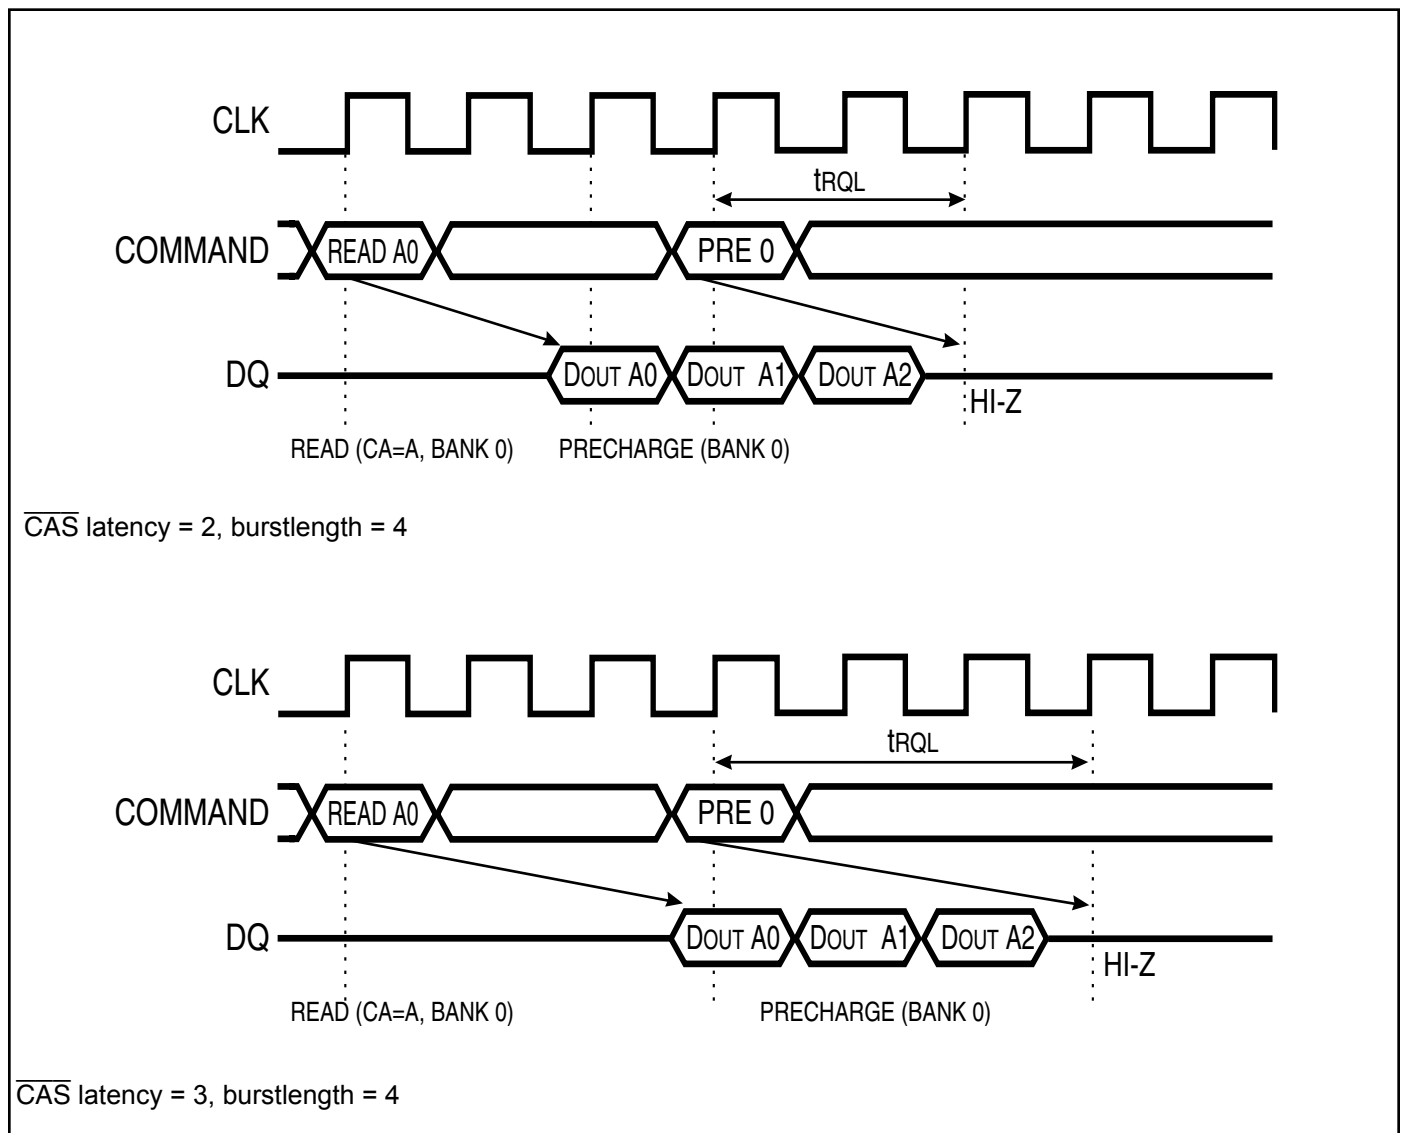 CLK
tRQL
COMMAND READ A0 PRE 0
DQ DOUT A0 DOUT A1 DOUT A2
HI-Z
READ (CA=A, BANK 0) PRECHARGE (BANK 0)
CAS latency = 2, burstlength = 4
CLK
tRQL
COMMAND READ A0 PRE 0
DQ DOUT A0 DOUT A1 DOUT A2
HI-Z
READ (CA=A, BANK 0) PRECHARGE (BANK 0)
CAS latency = 3, burstlength = 4